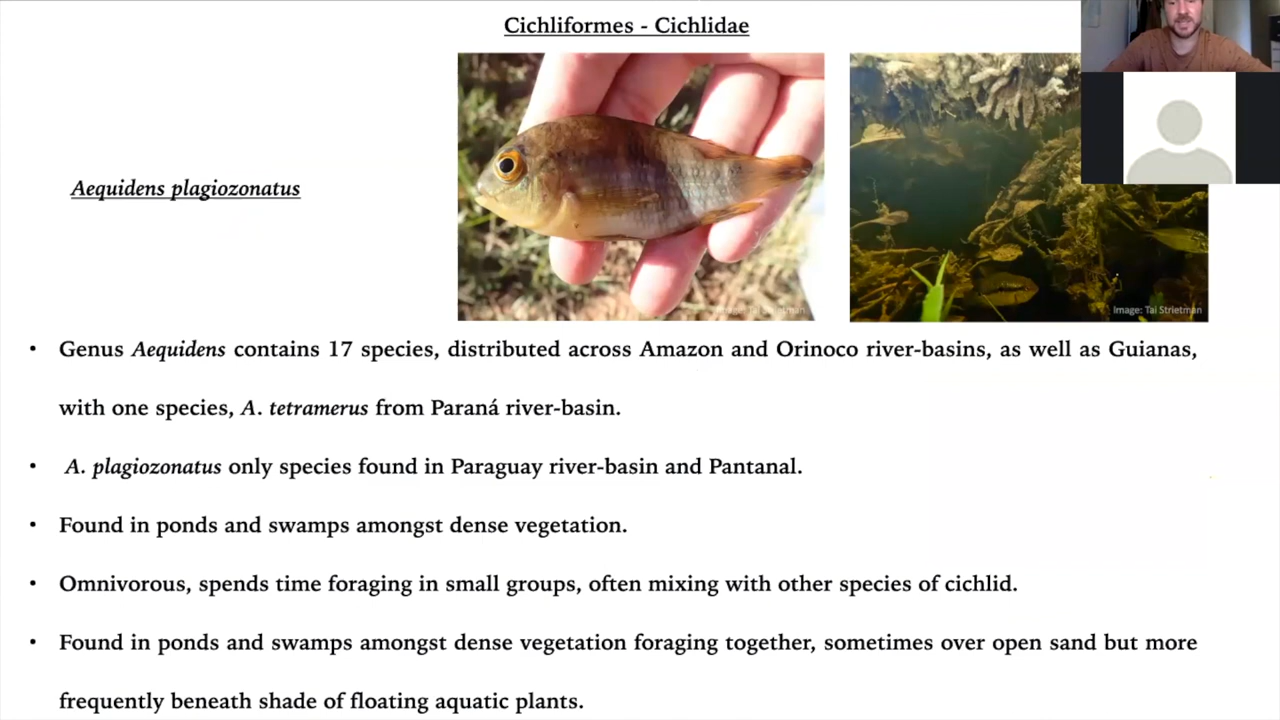 Cichliformes - Cichlidae
Aequidens plagiozonatus
Image: Tai Strietman
Image: Tai Strietman
• Genus Aequidens contains 17 species, distributed across Amazon and Orinoco river-basins, as well as Guianas,
with one species, A. tetramerus from Paraná river-basin.
• A. plagiozonatus only species found in Paraguay river-basin and Pantanal.
• Found in ponds and swamps amongst dense vegetation.
• Omnivorous, spends time foraging in small groups, often mixing with other species of cichlid.
• Found in ponds and swamps amongst dense vegetation foraging together, sometimes over open sand but more
frequently beneath shade of floating aquatic plants.